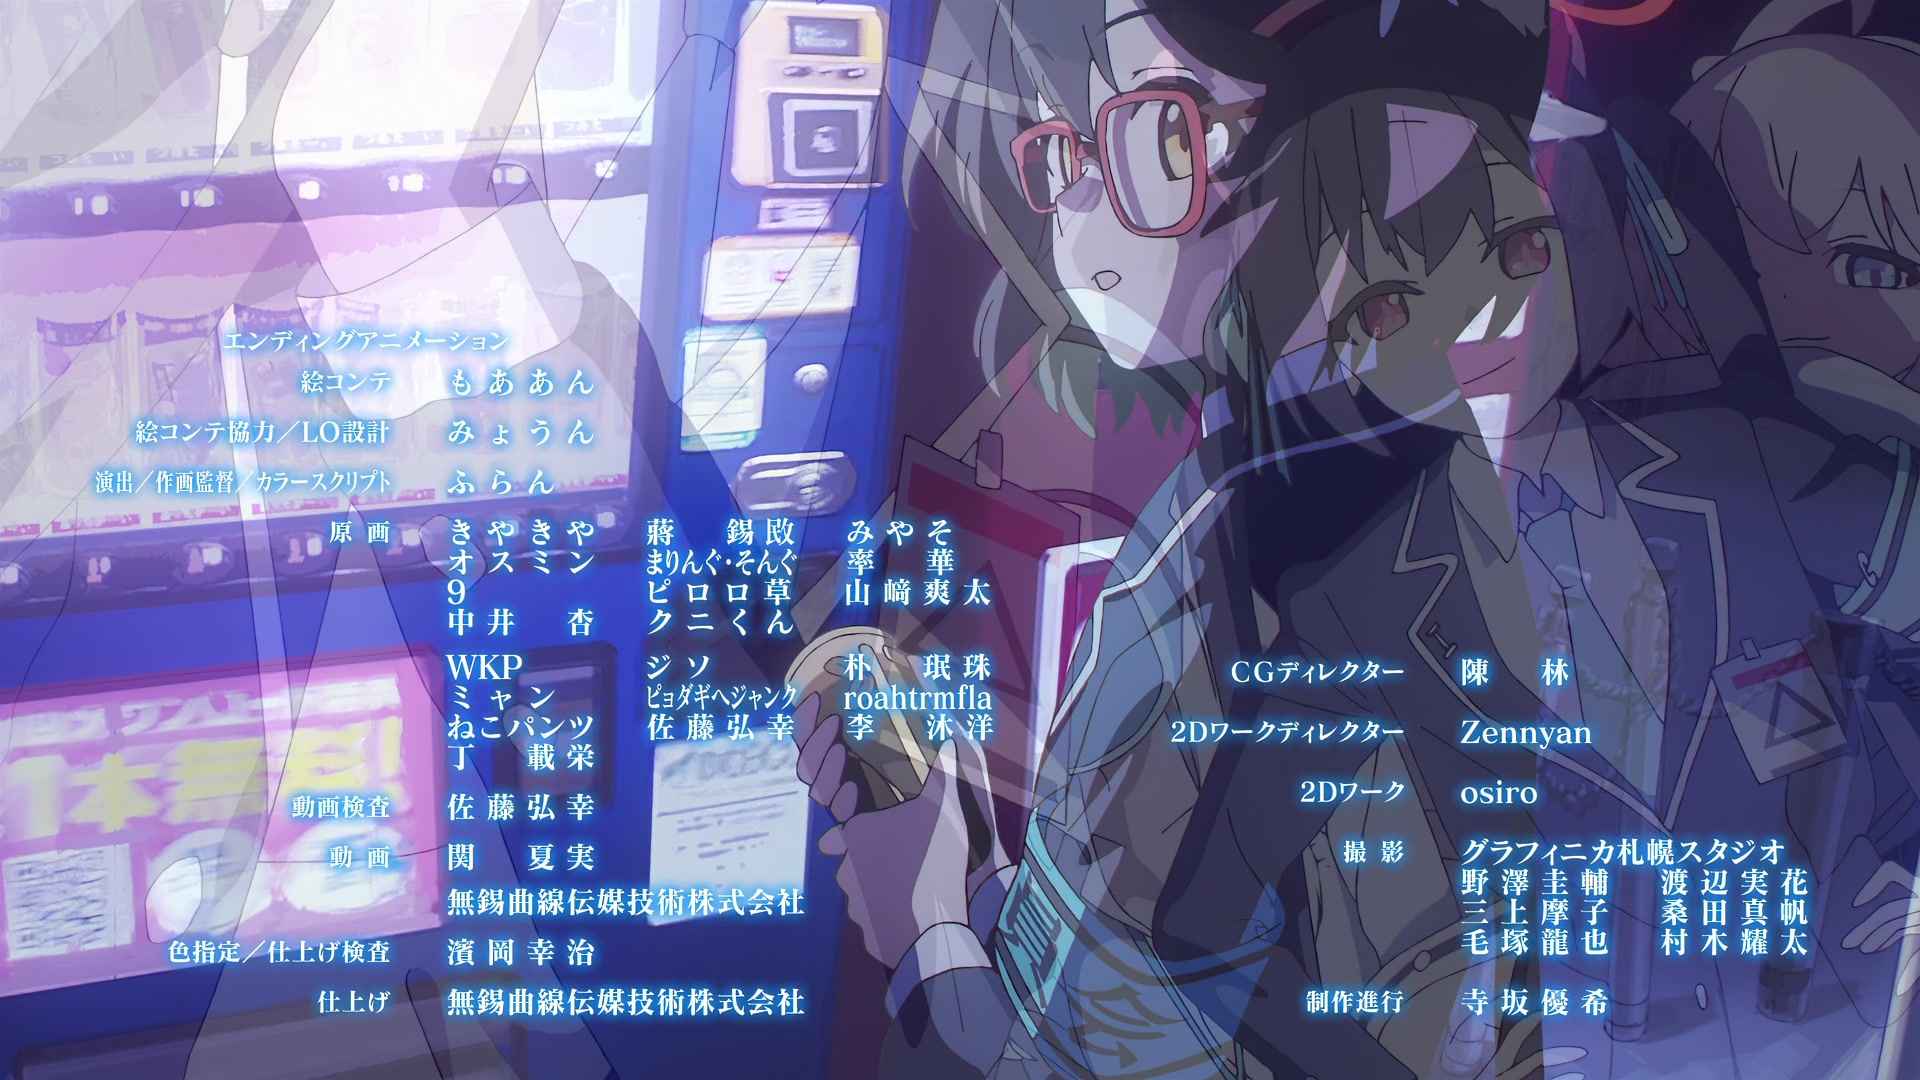 エンディングアニメーション
絵コンテ もああん
絵コンテ協力／LO設計 みょうん
演出／作画監督／カラースクリプト ふらん
原画 きやきや 蔣錫旼 みやそ
オスミン まりんぐ・そんぐ 率華
9 ピロロ草 山﨑爽太
中井杏 クニくん
WKP ジソ 朴珉珠
ミャン ピョダギヘジャンク roahtrmfla
ねこパンツ 佐藤弘幸 李沐洋
丁載栄
動画検査 佐藤弘幸
動画 関夏実
無錫曲線伝媒技術株式会社
色指定／仕上げ検査 濱岡幸治
仕上げ 無錫曲線伝媒技術株式会社
CGディレクター 陳林
2Dワークディレクター Zennyan
2Dワーク osiro
撮影 グラフィニカ札幌スタジオ
野澤圭輔 渡辺実花
三上摩子 桑田真帆
毛塚龍也 村木耀太
制作進行 寺坂優希
1本無料!